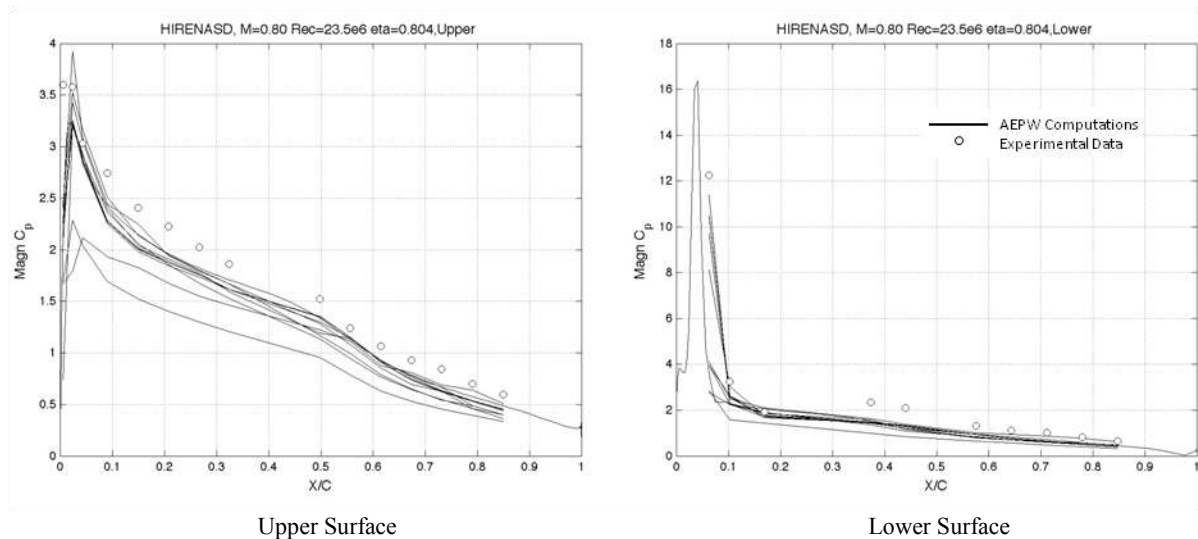 HIRENASD, M=0.80 Rec=23.5e6 eta=0.804,Upper
4
3.5
3
2.5
2
1.5
1
0.5
0
Magn Cp
0 0.1 0.2 0.3 0.4 0.5 0.6 0.7 0.8 0.9 1
X/C
Upper Surface
HIRENASD, M=0.80 Rec=23.5e6 eta=0.804,Lower
18
16
14
12
10
8
6
4
2
0
Magn Cp
AEPW Computations
Experimental Data
0 0.1 0.2 0.3 0.4 0.5 0.6 0.7 0.8 0.9 1
X/C
Lower Surface